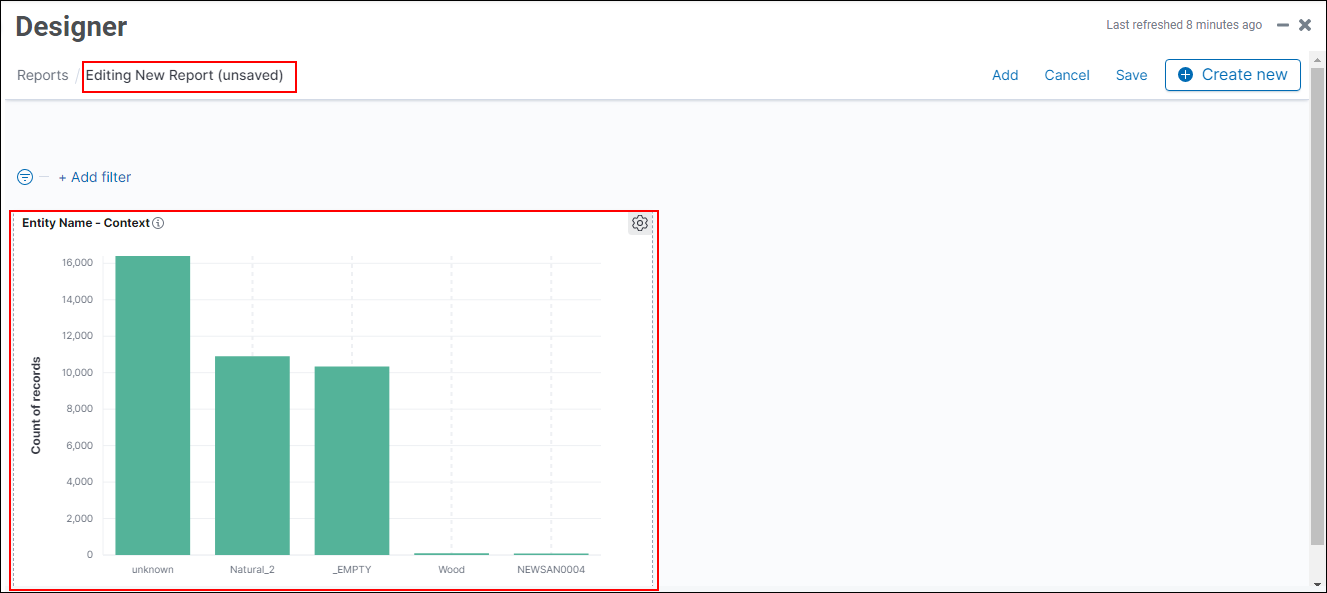 Designer
Last refreshed 8 minutes ago
Reports / Editing New Report (unsaved)
Add Cancel Save Create new
+ Add filter
Entity Name - Context
Count of records
16,000
14,000
12,000
10,000
8,000
6,000
4,000
2,000
0
unknown Natural_2 _EMPTY Wood NEWSAN0004